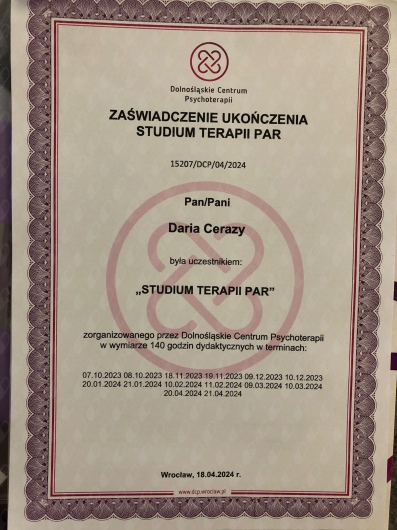 Dolnośląskie Centrum
Psychoterapii
ZAŚWIADCZENIE UKOŃCZENIA
STUDIUM TERAPII PAR
15207/DCP/04/2024
Pan/Pani
Daria Cerazy
była uczestnikiem:
„STUDIUM TERAPII PAR”
zorganizowanego przez Dolnośląskie Centrum Psychoterapii
w wymiarze 140 godzin dydaktycznych w terminach:
07.10.2023 08.10.2023 18.11.2023 19.11.2023 09.12.2023 10.12.2023
20.01.2024 21.01.2024 10.02.2024 11.02.2024 09.03.2024 10.03.2024
20.04.2024 21.04.2024
Wrocław, 18.04.2024 r.
www.dcp.wroclaw.pl